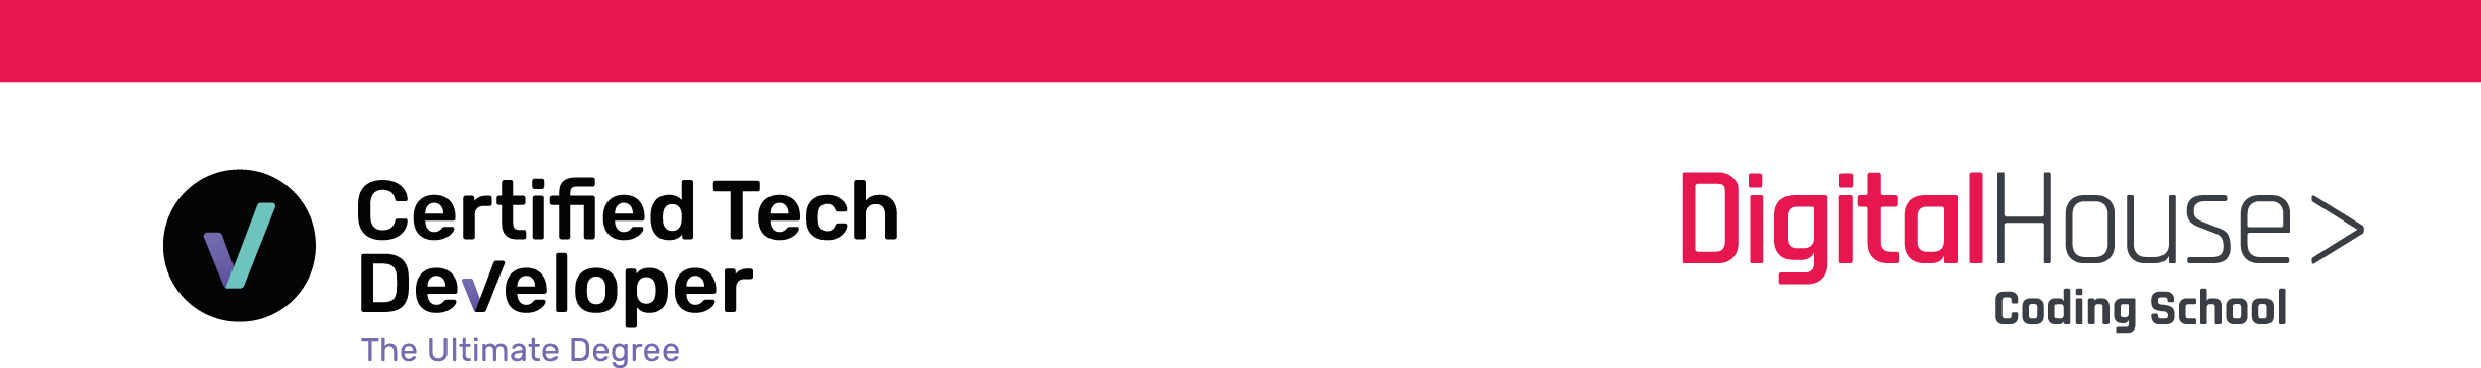 Certified Tech
Developer
The Ultimate Degree
DigitalHouse >
Coding School